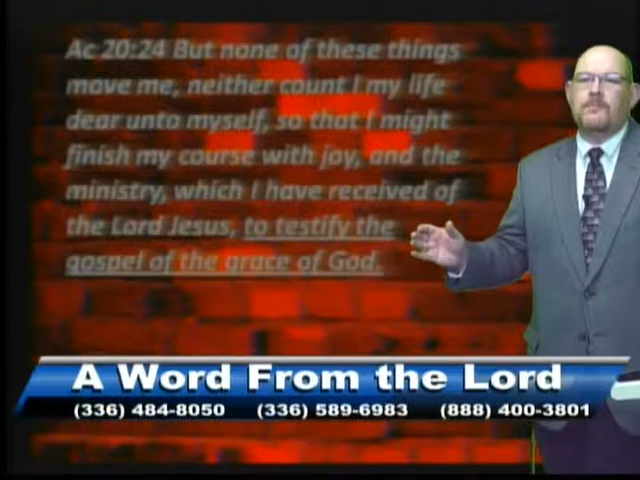 Ac 20:24 But none of these things
move me, neither count I my life
dear unto myself, so that I might
finish my course with joy, and the
ministry, which I have received of
the Lord Jesus, to testify the
gospel of the grace of God.
A Word From the Lord
(336) 484-8050 (336) 589-6983 (888) 400-3801